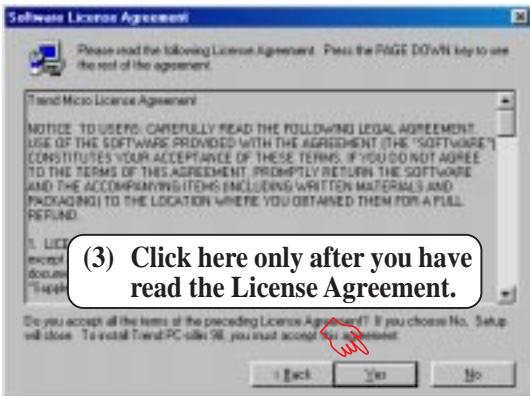 Software License Agreement
Please read the following License Agreement. Press the PAGE DOWN key to see
the rest of the agreement.
Trend Micro License Agreement
NOTICE TO USERS: CAREFULLY READ THE FOLLOWING LEGAL AGREEMENT.
USE OF THE SOFTWARE PROVIDED WITH THE AGREEMENT (THE "SOFTWARE")
CONSTITUTES YOUR ACCEPTANCE OF THESE TERMS. IF YOU DO NOT AGREE
TO THE TERMS OF THIS AGREEMENT, PROMPTLY RETURN THE SOFTWARE
AND THE ACCOMPANYING ITEMS (INCLUDING WRITTEN MATERIALS AND
PACKAGING) TO THE LOCATION WHERE YOU OBTAINED THEM FOR A FULL
REFUND.
1. LICE
except
docume
"Supple
(3) Click here only after you have
read the License Agreement.
Do you accept all the terms of the preceding License Agreement? If you choose No, Setup
will close. To install Trend PC-cillin 98, you must accept this agreement.
< Back Yes No